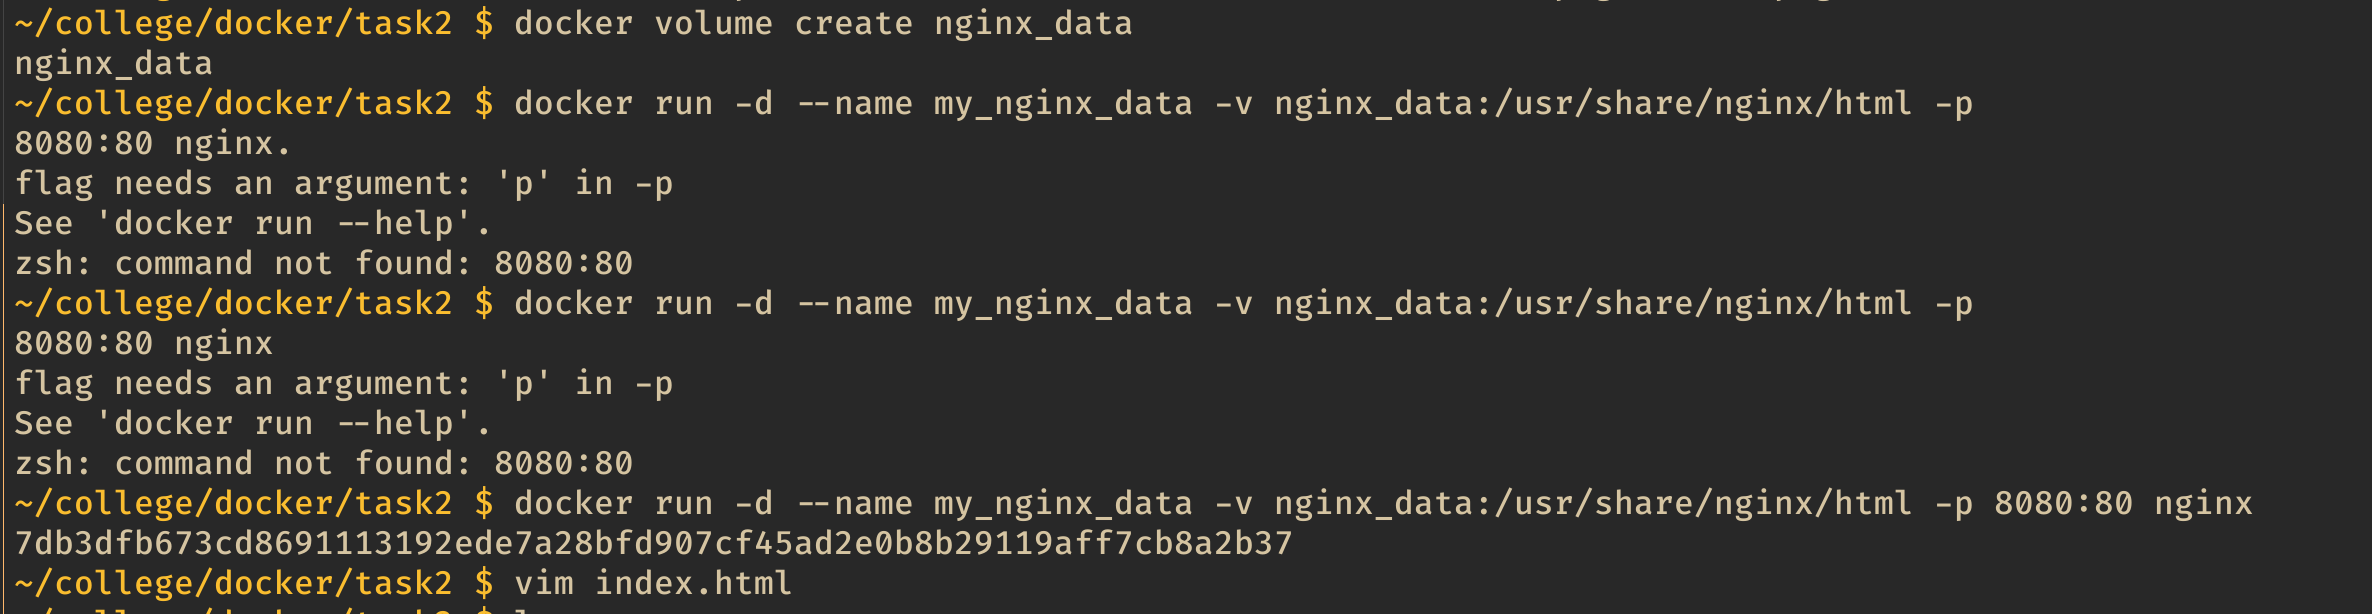 ~/college/docker/task2 $ docker volume create nginx_data
nginx_data
~/college/docker/task2 $ docker run -d --name my_nginx_data -v nginx_data:/usr/share/nginx/html -p
8080:80 nginx.
flag needs an argument: 'p' in -p
See 'docker run --help'.
zsh: command not found: 8080:80
~/college/docker/task2 $ docker run -d --name my_nginx_data -v nginx_data:/usr/share/nginx/html -p
8080:80 nginx
flag needs an argument: 'p' in -p
See 'docker run --help'.
zsh: command not found: 8080:80
~/college/docker/task2 $ docker run -d --name my_nginx_data -v nginx_data:/usr/share/nginx/html -p 8080:80 nginx
7db3dfb673cd8691113192ede7a28bfd907cf45ad2e0b8b29119aff7cb8a2b37
~/college/docker/task2 $ vim index.html